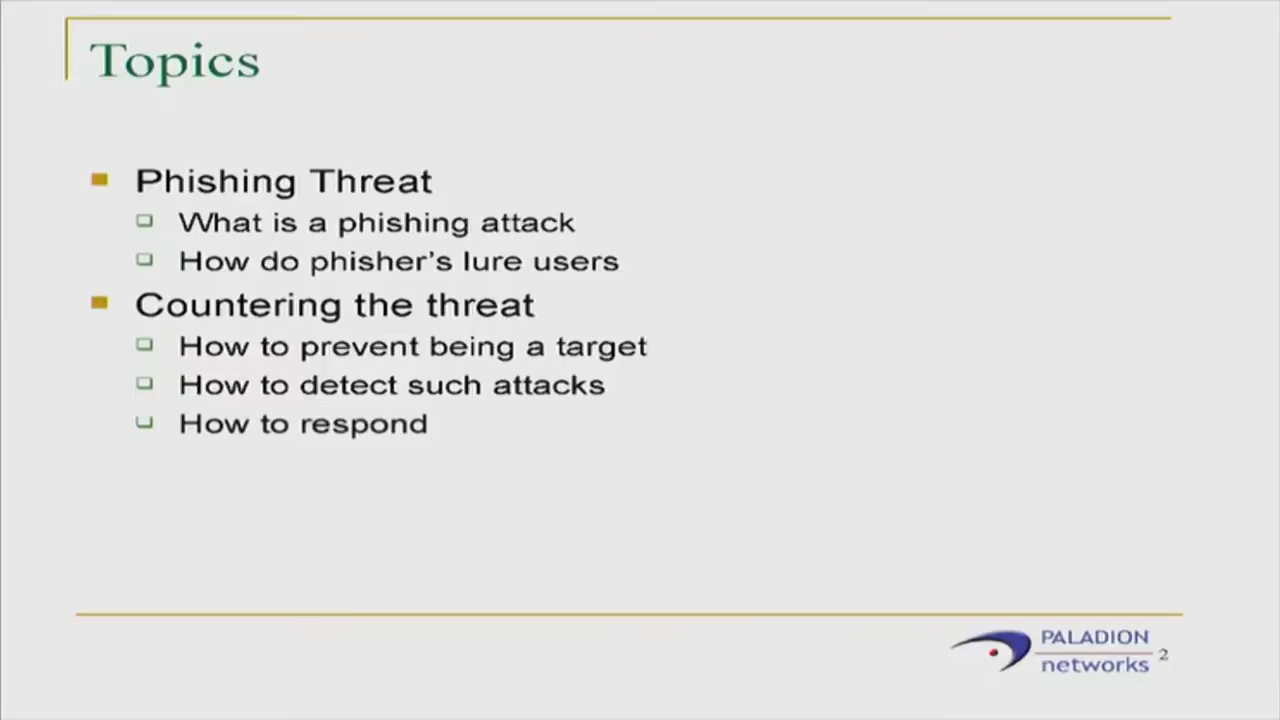 Topics
Phishing Threat
What is a phishing attack
How do phisher's lure users
Countering the threat
How to prevent being a target
How to detect such attacks
How to respond
PALADION
networks
2